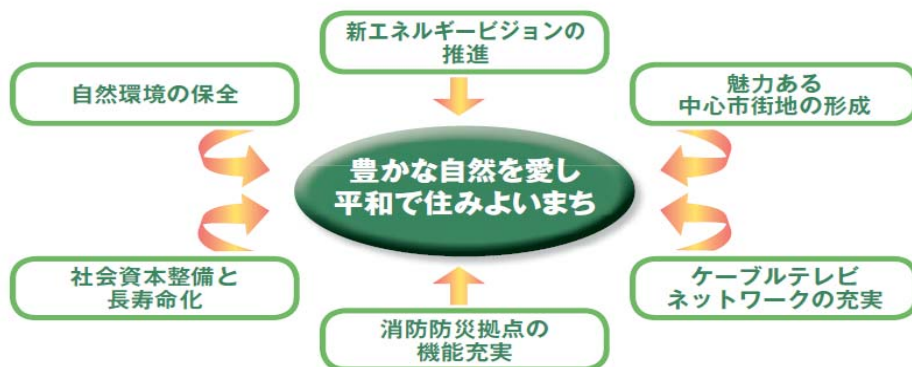 新エネルギービジョンの
推進
自然環境の保全
魅力ある
中心市街地の形成
豊かな自然を愛し
平和で住みよいまち
社会資本整備と
長寿命化
ケーブルテレビ
ネットワークの充実
消防防災拠点の
機能充実